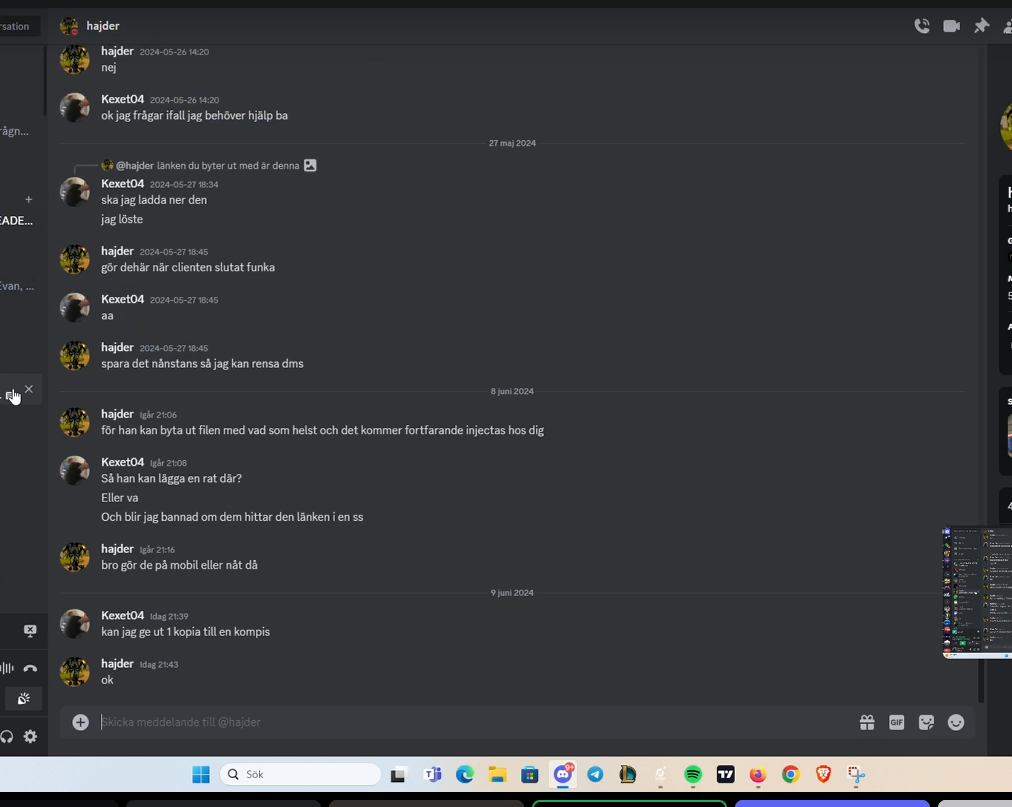 rsation
hajder
hajder 2024-05-26 14:20
nej
Kexet04 2024-05-26 14:20
ok jag frågar ifall jag behöver hjälp ba
rågn...
27 maj 2024
@hajder länken du byter ut med är denna
Kexet04 2024-05-27 18:34
ska jag ladda ner den
EADE...
jag löste
hajder 2024-05-27 18:45
gör dehär när clienten slutat funka
Evan, ...
Kexet04 2024-05-27 18:45
aa
hajder 2024-05-27 18:45
spara det nånstans så jag kan rensa dms
8 juni 2024
hajder Igår 21:06
för han kan byta ut filen med vad som helst och det kommer fortfarande injectas hos dig
Kexet04 Igår 21:08
Så han kan lägga en rat där?
Eller va
Och blir jag bannad om dem hittar den länken i en ss
hajder Igår 21:16
bro gör de på mobil eller nåt då
9 juni 2024
Kexet04 Idag 21:39
kan jag ge ut 1 kopia till en kompis
hajder Idag 21:43
ok
Skicka meddelande till @hajder
GIF
Sök
9+